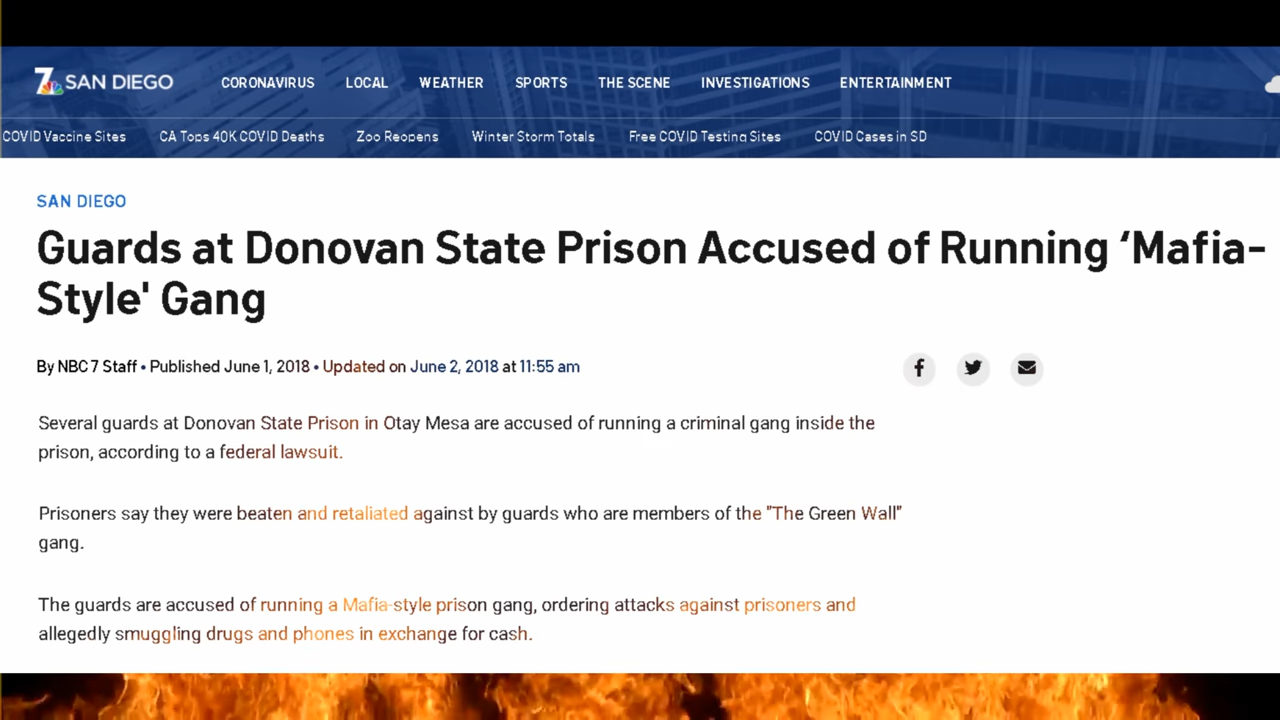 7 SAN DIEGO CORONAVIRUS LOCAL WEATHER SPORTS THE SCENE INVESTIGATIONS ENTERTAINMENT
COVID Vaccine Sites CA Tops 40K COVID Deaths Zoo Reopens Winter Storm Totals Free COVID Testing Sites COVID Cases in SD
SAN DIEGO
Guards at Donovan State Prison Accused of Running ‘Mafia-
Style' Gang
By NBC 7 Staff • Published June 1, 2018 • Updated on June 2, 2018 at 11:55 am
Several guards at Donovan State Prison in Otay Mesa are accused of running a criminal gang inside the
prison, according to a federal lawsuit.
Prisoners say they were beaten and retaliated against by guards who are members of the "The Green Wall"
gang.
The guards are accused of running a Mafia-style prison gang, ordering attacks against prisoners and
allegedly smuggling drugs and phones in exchange for cash.